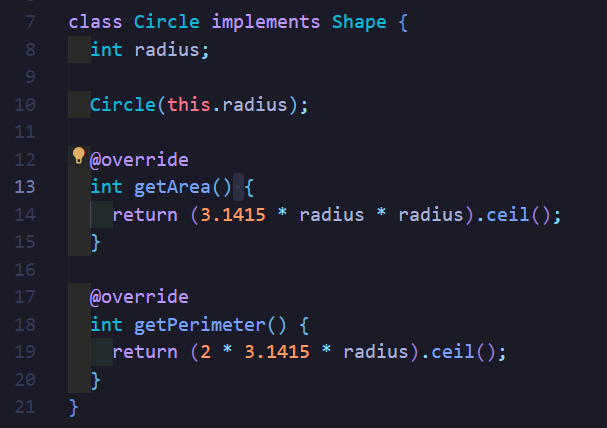 7 class Circle implements Shape {
8   int radius;
9
10   Circle(this.radius);
11
12   @override
13   int getArea() {
14     return (3.1415 * radius * radius).ceil();
15   }
16
17   @override
18   int getPerimeter() {
19     return (2 * 3.1415 * radius).ceil();
20   }
21 }